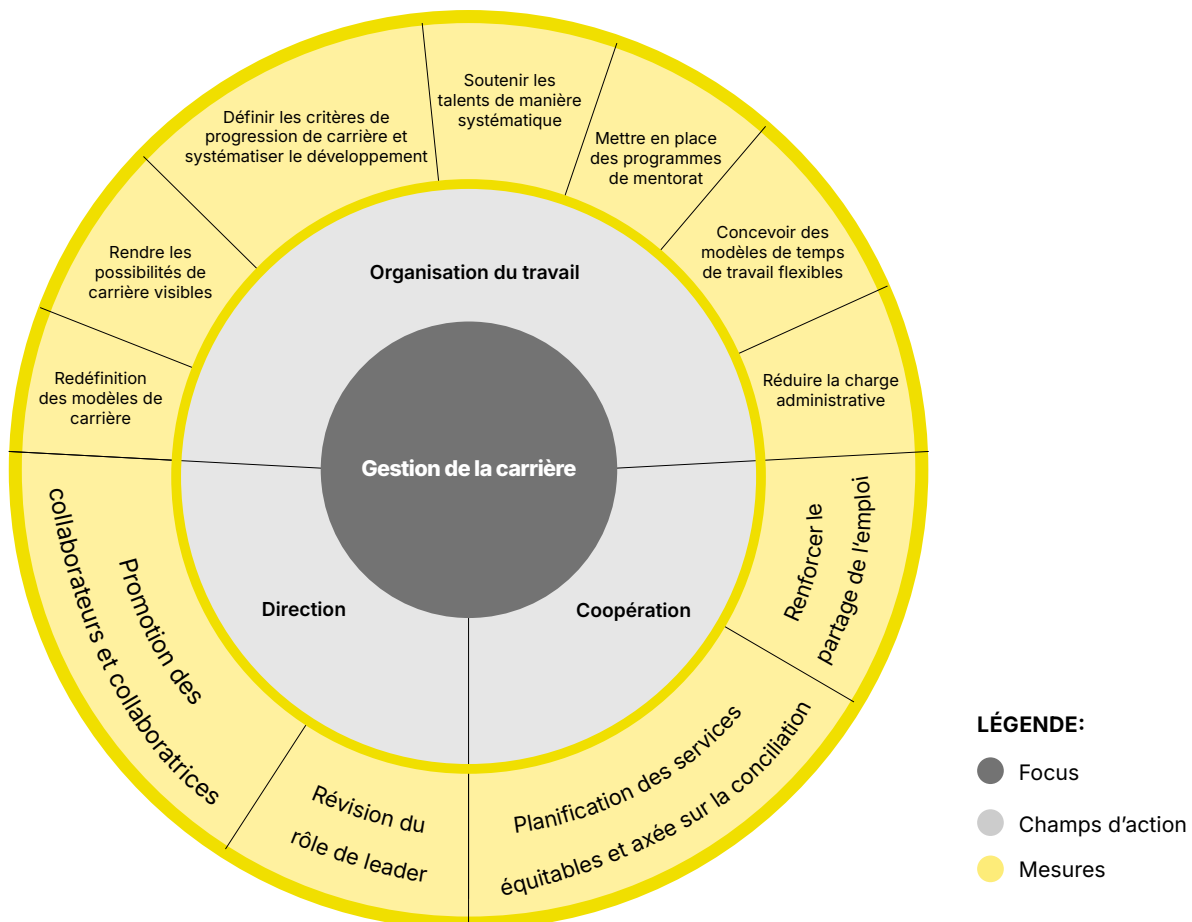 Soutenir les
talents de manière
systématique
Définir les critères de
progression de carrière et
systématiser le développement
Mettre en place
des programmes
de mentorat
Rendre les
possibilités de
carrière visibles
Concevoir des
modèles de temps
de travail flexibles
Redéfinition
des modèles de
carrière
Réduire la charge
administrative
Organisation du travail
Gestion de la carrière
Direction
Coopération
Promotion des
collaborateurs et collaboratrices
Révision du
rôle de leader
Planification des services
équitables et axée sur la conciliation
Renforcer le
partage de l'emploi
LÉGENDE:
Focus
Champs d'action
Mesures